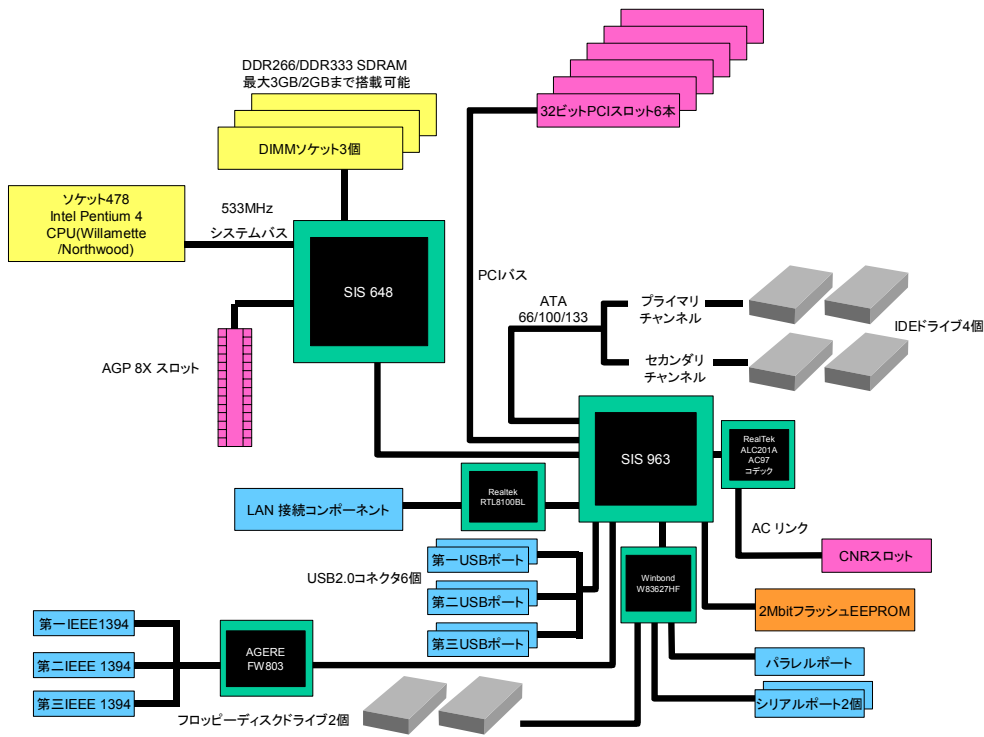 DDR266/DDR333 SDRAM
最大3GB/2GBまで搭載可能
DIMMソケット3個
32ビットPCIスロット6本
ソケット478
Intel Pentium 4
CPU(Willamette
/Northwood)
533MHz
システムバス
SIS 648
PCIバス
ATA
66/100/133
プライマリ
チャンネル
IDEドライブ4個
セカンダリ
チャンネル
AGP 8X スロット
SIS 963
RealTek
ALC201A
AC97
コデック
Realtek
RTL8100BL
LAN 接続コンポーネント
AC リンク
CNRスロット
第一USBポート
USB2.0コネクタ6個
第二USBポート
第三USBポート
Winbond
W83627HF
2MbitフラッシュEEPROM
第一IEEE1394
第二IEEE 1394
第三IEEE 1394
AGERE
FW803
パラレルポート
シリアルポート2個
フロッピーディスクドライブ2個